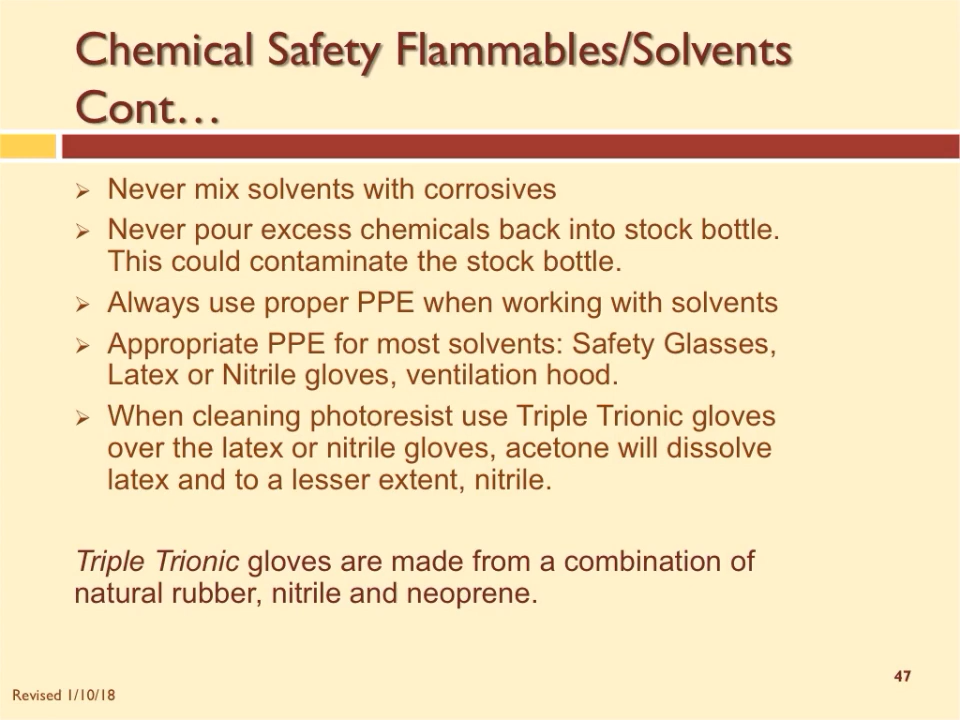 Chemical Safety Flammables/Solvents
Cont…
➢ Never mix solvents with corrosives
➢ Never pour excess chemicals back into stock bottle.
This could contaminate the stock bottle.
➢ Always use proper PPE when working with solvents
➢ Appropriate PPE for most solvents: Safety Glasses,
Latex or Nitrile gloves, ventilation hood.
➢ When cleaning photoresist use Triple Trionic gloves
over the latex or nitrile gloves, acetone will dissolve
latex and to a lesser extent, nitrile.
Triple Trionic gloves are made from a combination of
natural rubber, nitrile and neoprene.
47
Revised 1/10/18